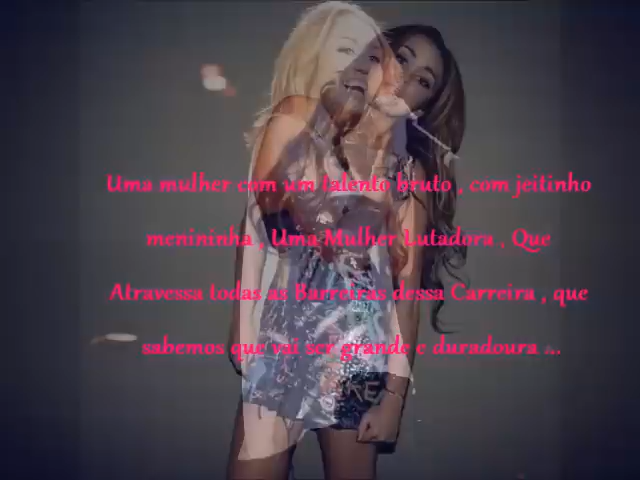 Uma mulher com um talento bruto , com jeitinho
menininha , Uma Mulher Lutadora , Que
Atravessa todas as Barreiras dessa Carreira , que
sabemos que vai ser grande e duradoura ...